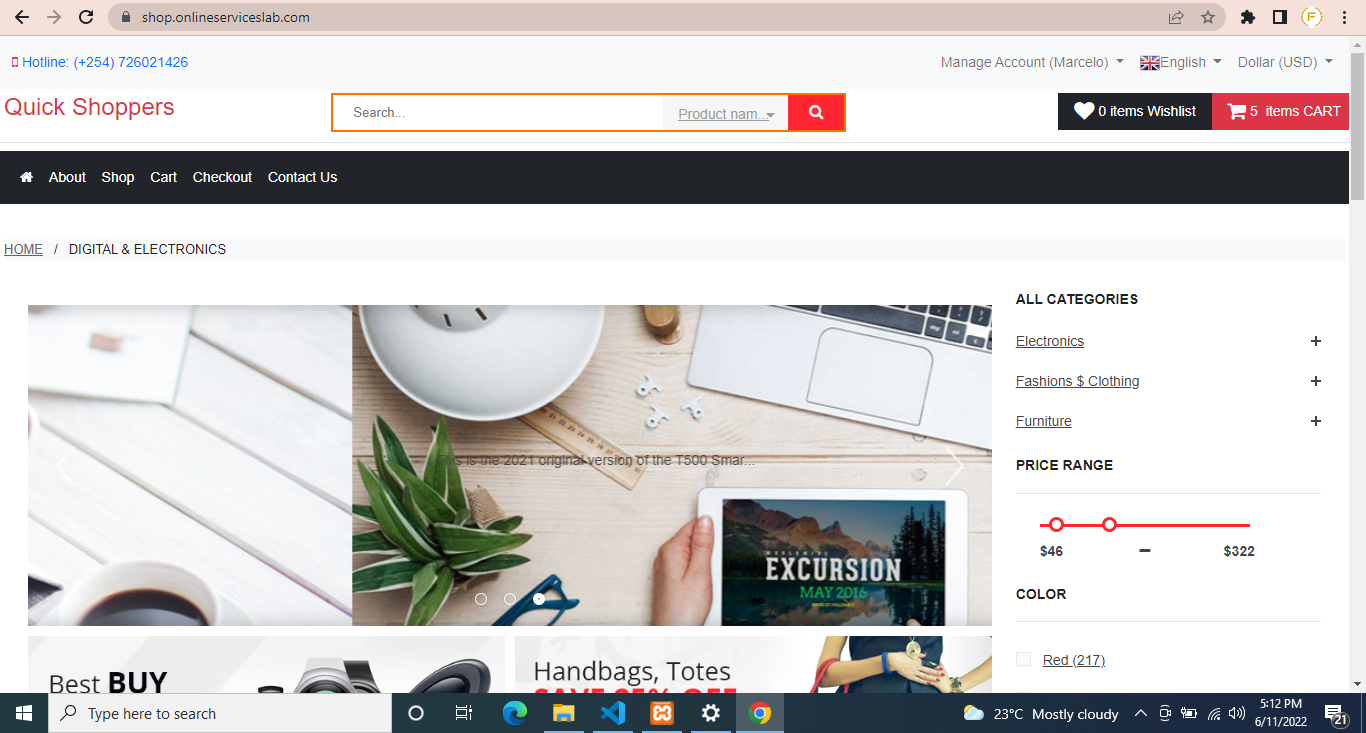 shop.onlineserviceslab.com
Hotline: (+254) 726021426
Manage Account (Marcelo) English Dollar (USD)
Quick Shoppers
Search...
Product nam...
0 items Wishlist
5 items CART
About Shop Cart Checkout Contact Us
HOME / DIGITAL & ELECTRONICS
This is the 2021 original version of the T500 Smar...
EXCURSION
MAY 2016
Best BUY
Handbags, Totes
SAVE 25% OFF
ALL CATEGORIES
Electronics +
Fashions $ Clothing +
Furniture +
PRICE RANGE
$46 - $322
COLOR
Red (217)
Type here to search
23°C Mostly cloudy
5:12 PM
6/11/2022
21